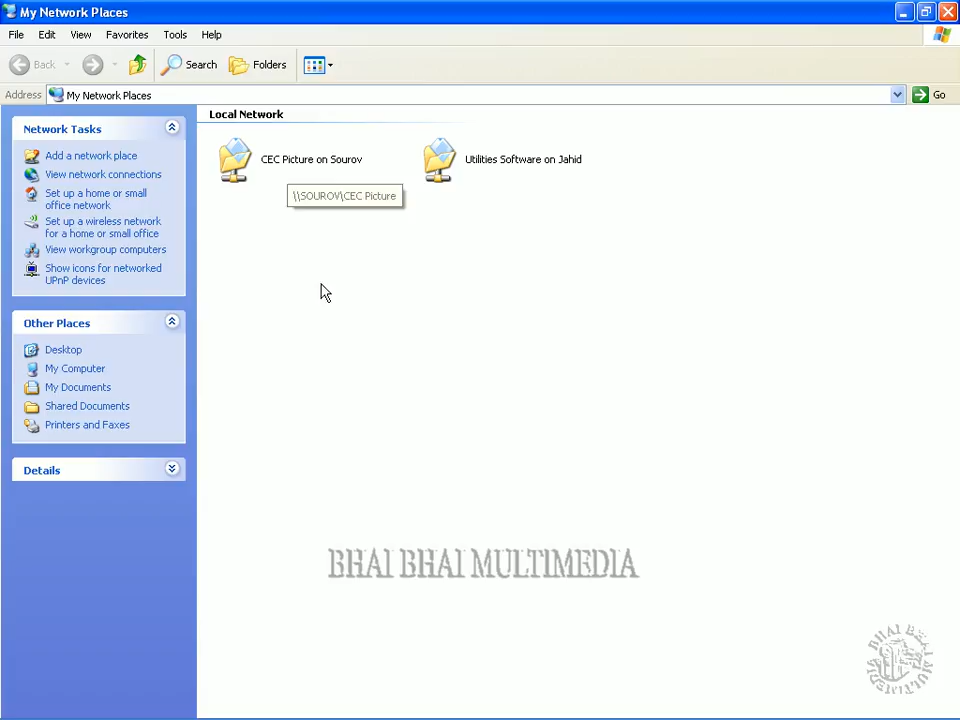 My Network Places
File Edit View Favorites Tools Help
Back Search Folders
Address My Network Places Go
Network Tasks
Add a network place
View network connections
Set up a home or small
office network
Set up a wireless network
for a home or small office
View workgroup computers
Show icons for networked
UPnP devices
Other Places
Desktop
My Computer
My Documents
Shared Documents
Printers and Faxes
Details
Local Network
CEC Picture on Sourov Utilities Software on Jahid
\\SOUROV\CEC Picture
BHAI BHAI MULTIMEDIA
BHAI BHAI MULTIMEDIA